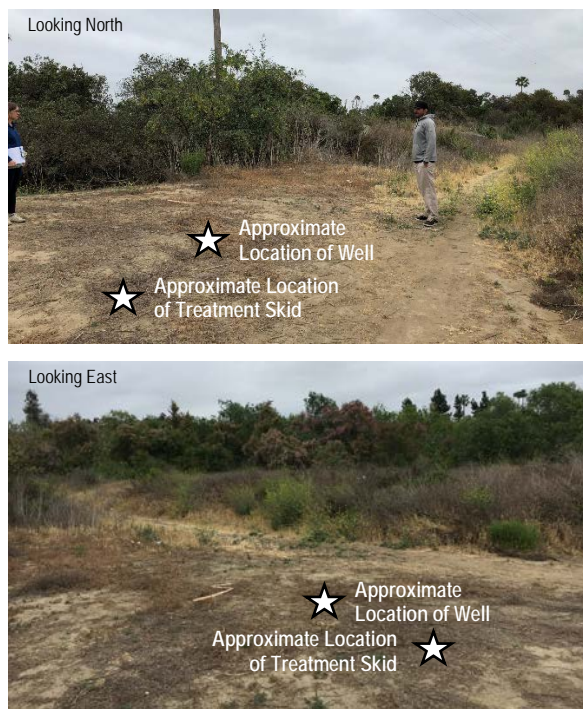 Looking North
Approximate
Location of Well
Approximate Location
of Treatment Skid
Looking East
Approximate
Location of Well
Approximate Location
of Treatment Skid